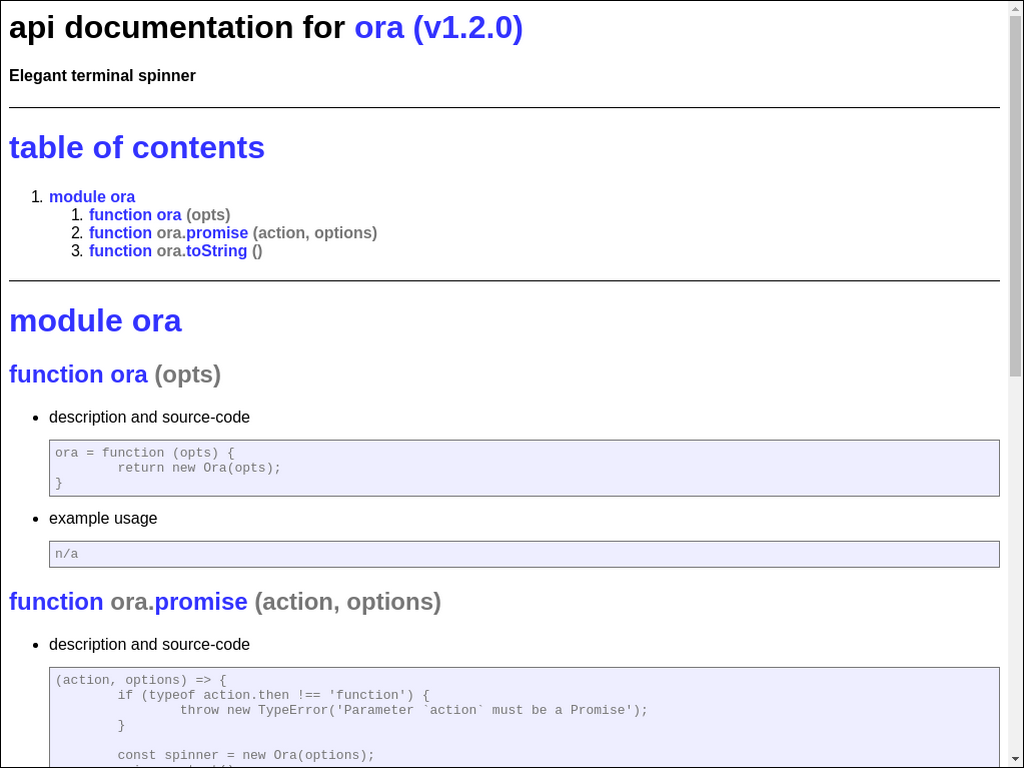 api documentation for ora (v1.2.0)
Elegant terminal spinner
table of contents
1. module ora
1. function ora (opts)
2. function ora.promise (action, options)
3. function ora.toString ()
module ora
function ora (opts)
• description and source-code
ora = function (opts) {
return new Ora(opts);
}
• example usage
n/a
function ora.promise (action, options)
• description and source-code
(action, options) => {
if (typeof action.then !== 'function') {
throw new TypeError('Parameter `action` must be a Promise');
}
const spinner = new Ora(options);